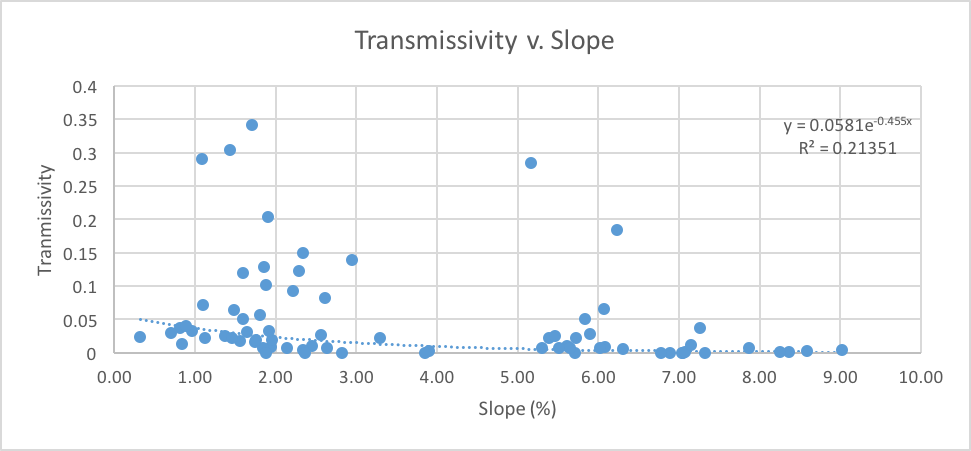 Transmissivity v. Slope
0.4
0.35
0.3
0.25
0.2
0.15
0.1
0.05
0
Tranmissivity
y = 0.0581e^-0.455x
R² = 0.21351
0.00 1.00 2.00 3.00 4.00 5.00 6.00 7.00 8.00 9.00 10.00
Slope (%)